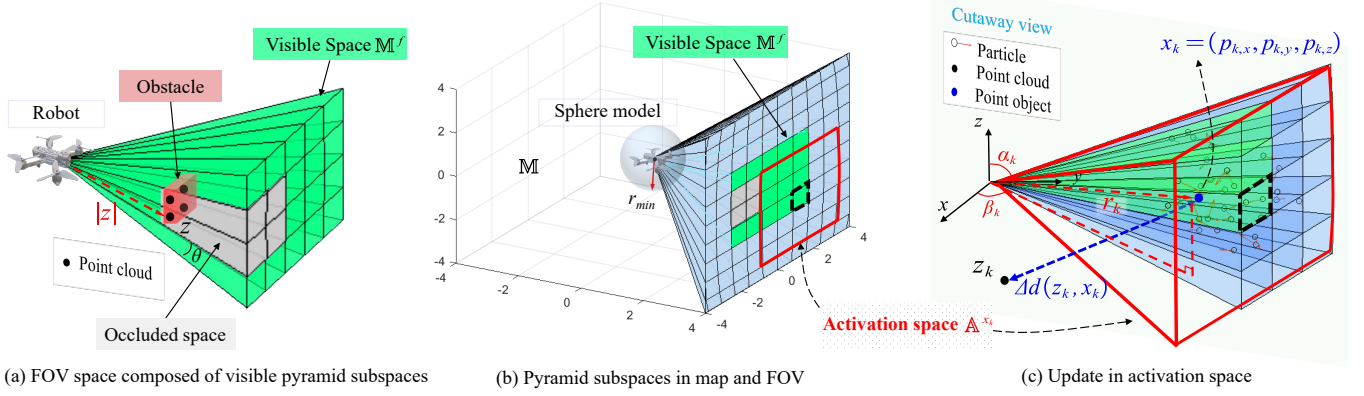 Visible Space 𝕄ᶠ
Obstacle
Robot
|z|
z
θ
Point cloud
Occluded space
(a) FOV space composed of visible pyramid subspaces
Visible Space 𝕄ᶠ
Sphere model
𝕄
r_min
4
2
0
-2
-4
-4
-2
0
2
4
-4
-2
0
2
4
Activation space 𝔸^{x_k}
(b) Pyramid subspaces in map and FOV
Cutaway view
Particle
Point cloud
Point object
x_k = (p_{k,x}, p_{k,y}, p_{k,z})
z
α_k
y
x
β_k
r_k
z_k
Δd(z_k, x_k)
(c) Update in activation space